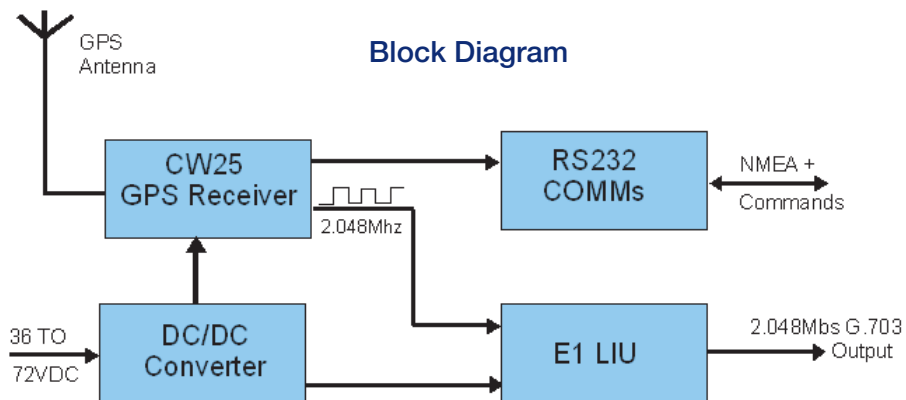 Block Diagram
GPS
Antenna
CW25
GPS Receiver
RS232
COMMs
NMEA +
Commands
2.048Mhz
36 TO
72VDC
DC/DC
Converter
E1 LIU
2.048Mbs G.703
Output